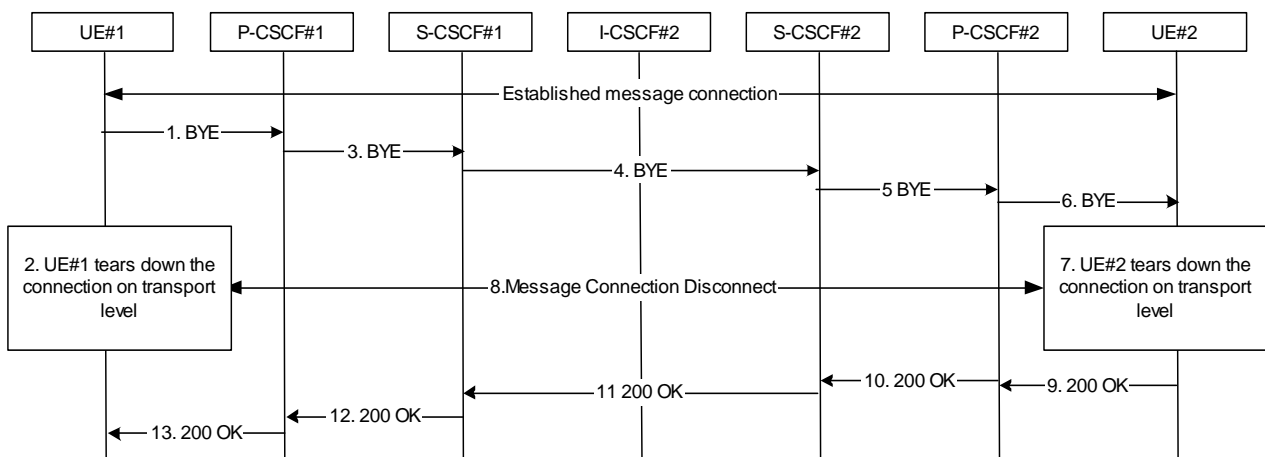 UE#1
P-CSCF#1
S-CSCF#1
I-CSCF#2
S-CSCF#2
P-CSCF#2
UE#2
Established message connection
1. BYE
3. BYE
4. BYE
5 BYE
6. BYE
2. UE#1 tears down the
connection on transport
level
8.Message Connection Disconnect
7. UE#2 tears down the
connection on transport
level
9. 200 OK
10. 200 OK
11 200 OK
12. 200 OK
13. 200 OK